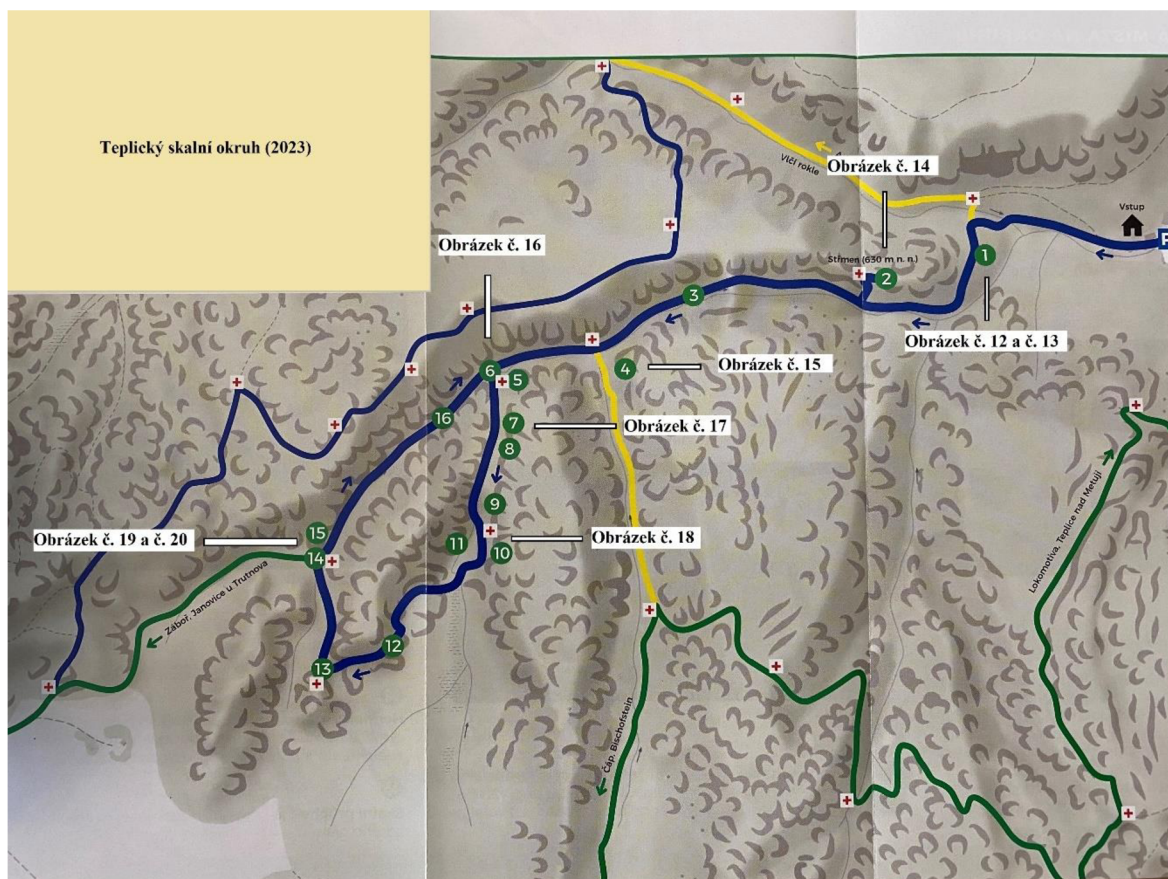 Teplický skalní okruh (2023)
Vlčí rokle
Obrázek č. 14
Vstup
P
Obrázek č. 16
Střmen (630 m n. n.)
1
2
3
Obrázek č. 12 a č. 13
4
Obrázek č. 15
6
5
16
7
Obrázek č. 17
8
9
Lokomotiva, Teplice nad Metují
15
Obrázek č. 19 a č. 20
11
10
Obrázek č. 18
14
Záboř, Janovice u Trutnova
12
13
Čáp, Bischofstein